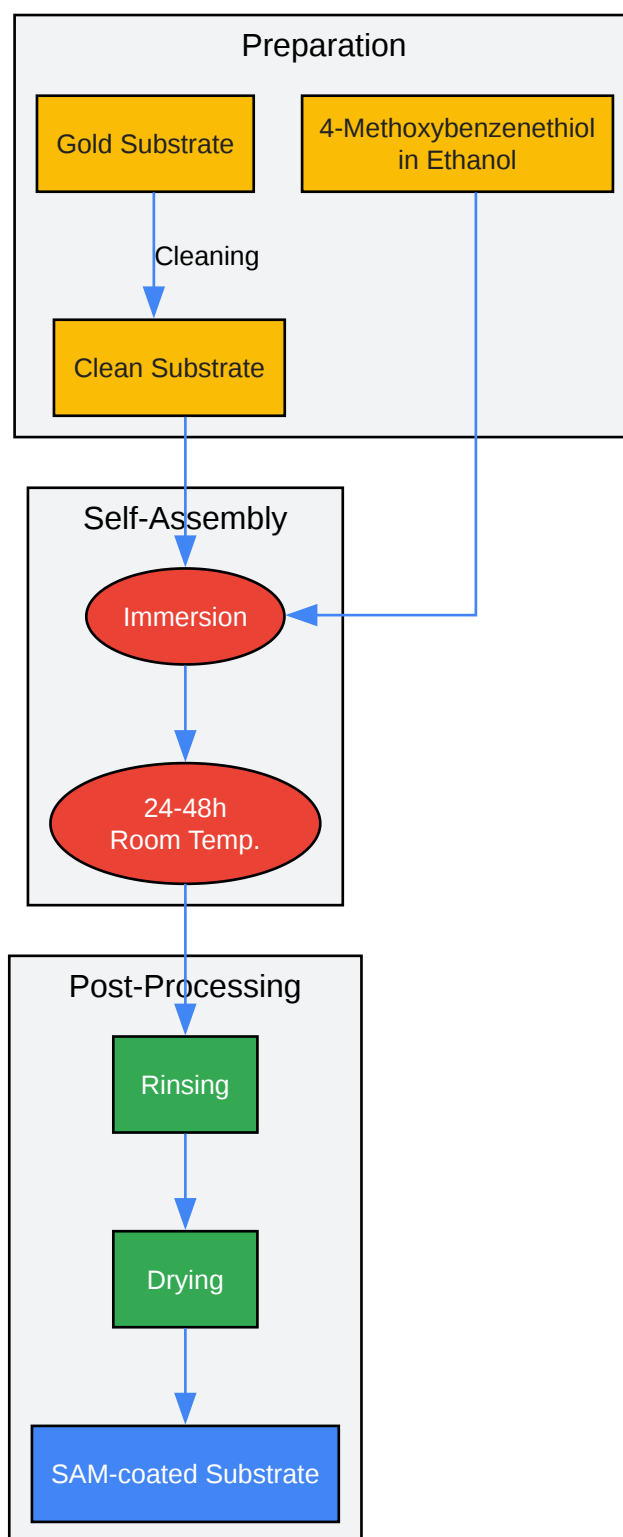 Preparation
Gold Substrate
4-Methoxybenzenethiol
in Ethanol
Cleaning
Clean Substrate
Self-Assembly
Immersion
24-48h
Room Temp.
Post-Processing
Rinsing
Drying
SAM-coated Substrate